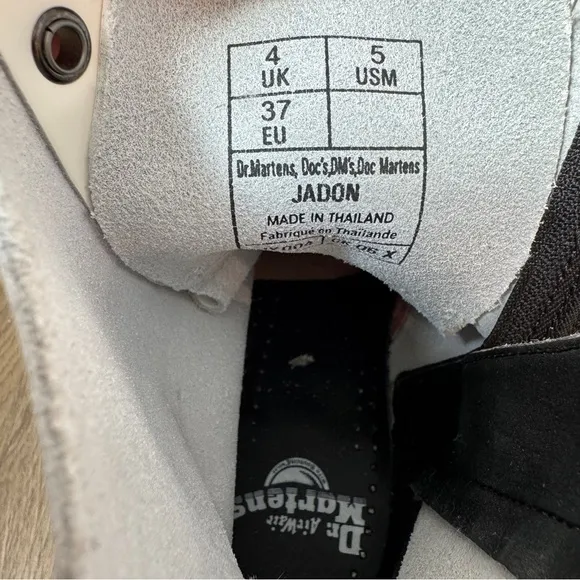 4 UK
5 USM
37 EU
Dr.Martens, Doc's,DM's,Doc Martens
JADON
MADE IN THAILAND
Fabriqué en Thaïlande
Dr. Martens
AirWair